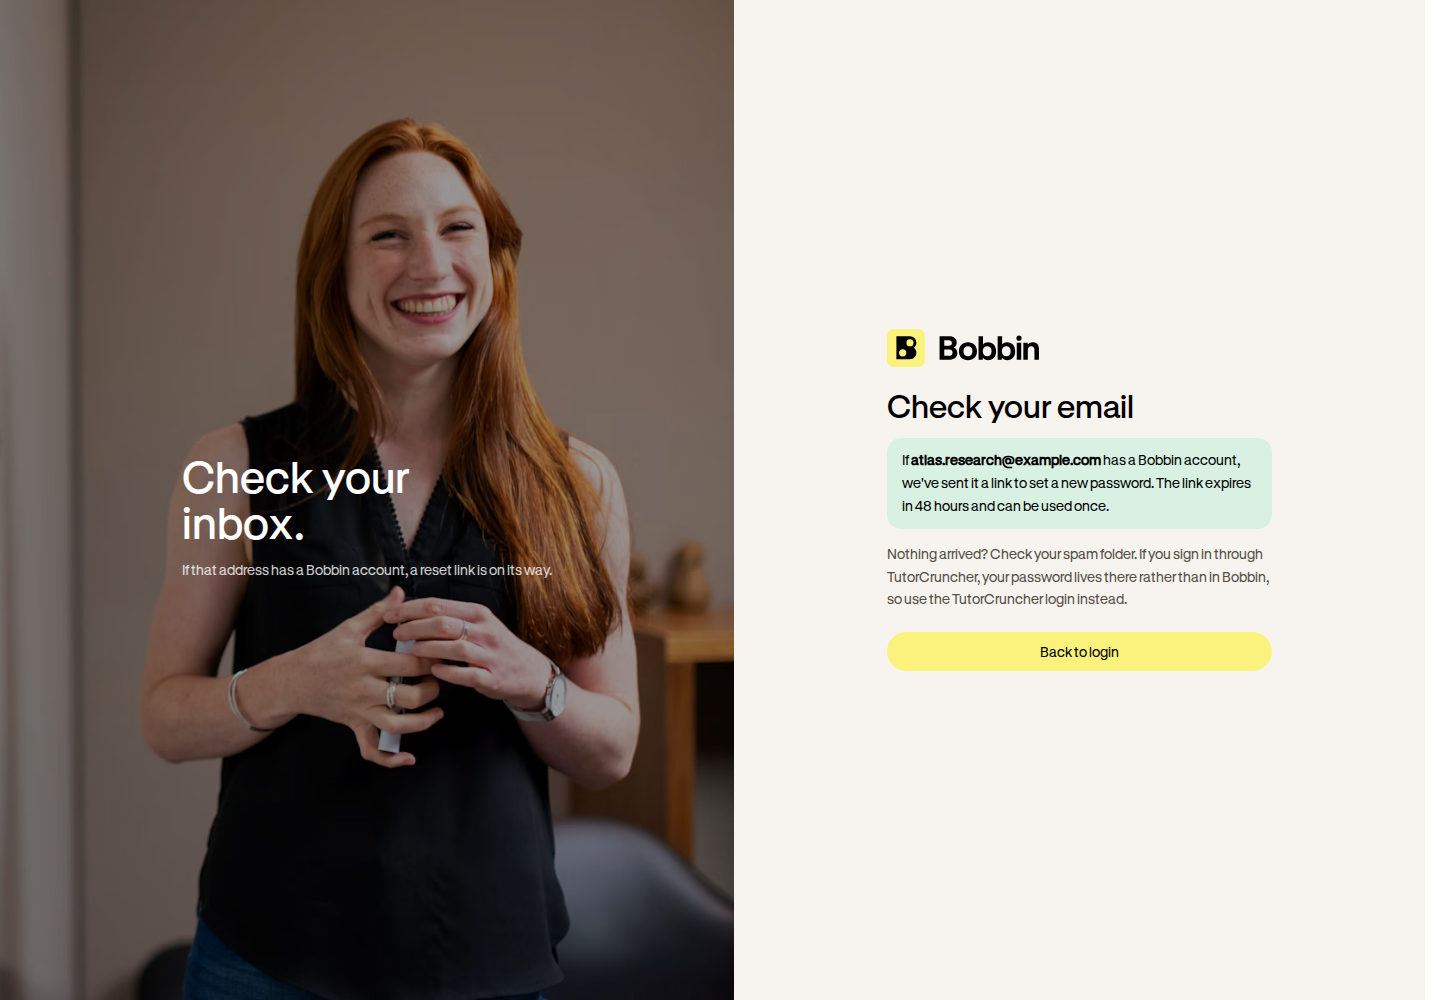 Check your
inbox.
If that address has a Bobbin account, a reset link is on its way.
Bobbin
Check your email
If atlas.research@example.com has a Bobbin account,
we've sent it a link to set a new password. The link expires
in 48 hours and can be used once.
Nothing arrived? Check your spam folder. If you sign in through
TutorCruncher, your password lives there rather than in Bobbin,
so use the TutorCruncher login instead.
Back to login